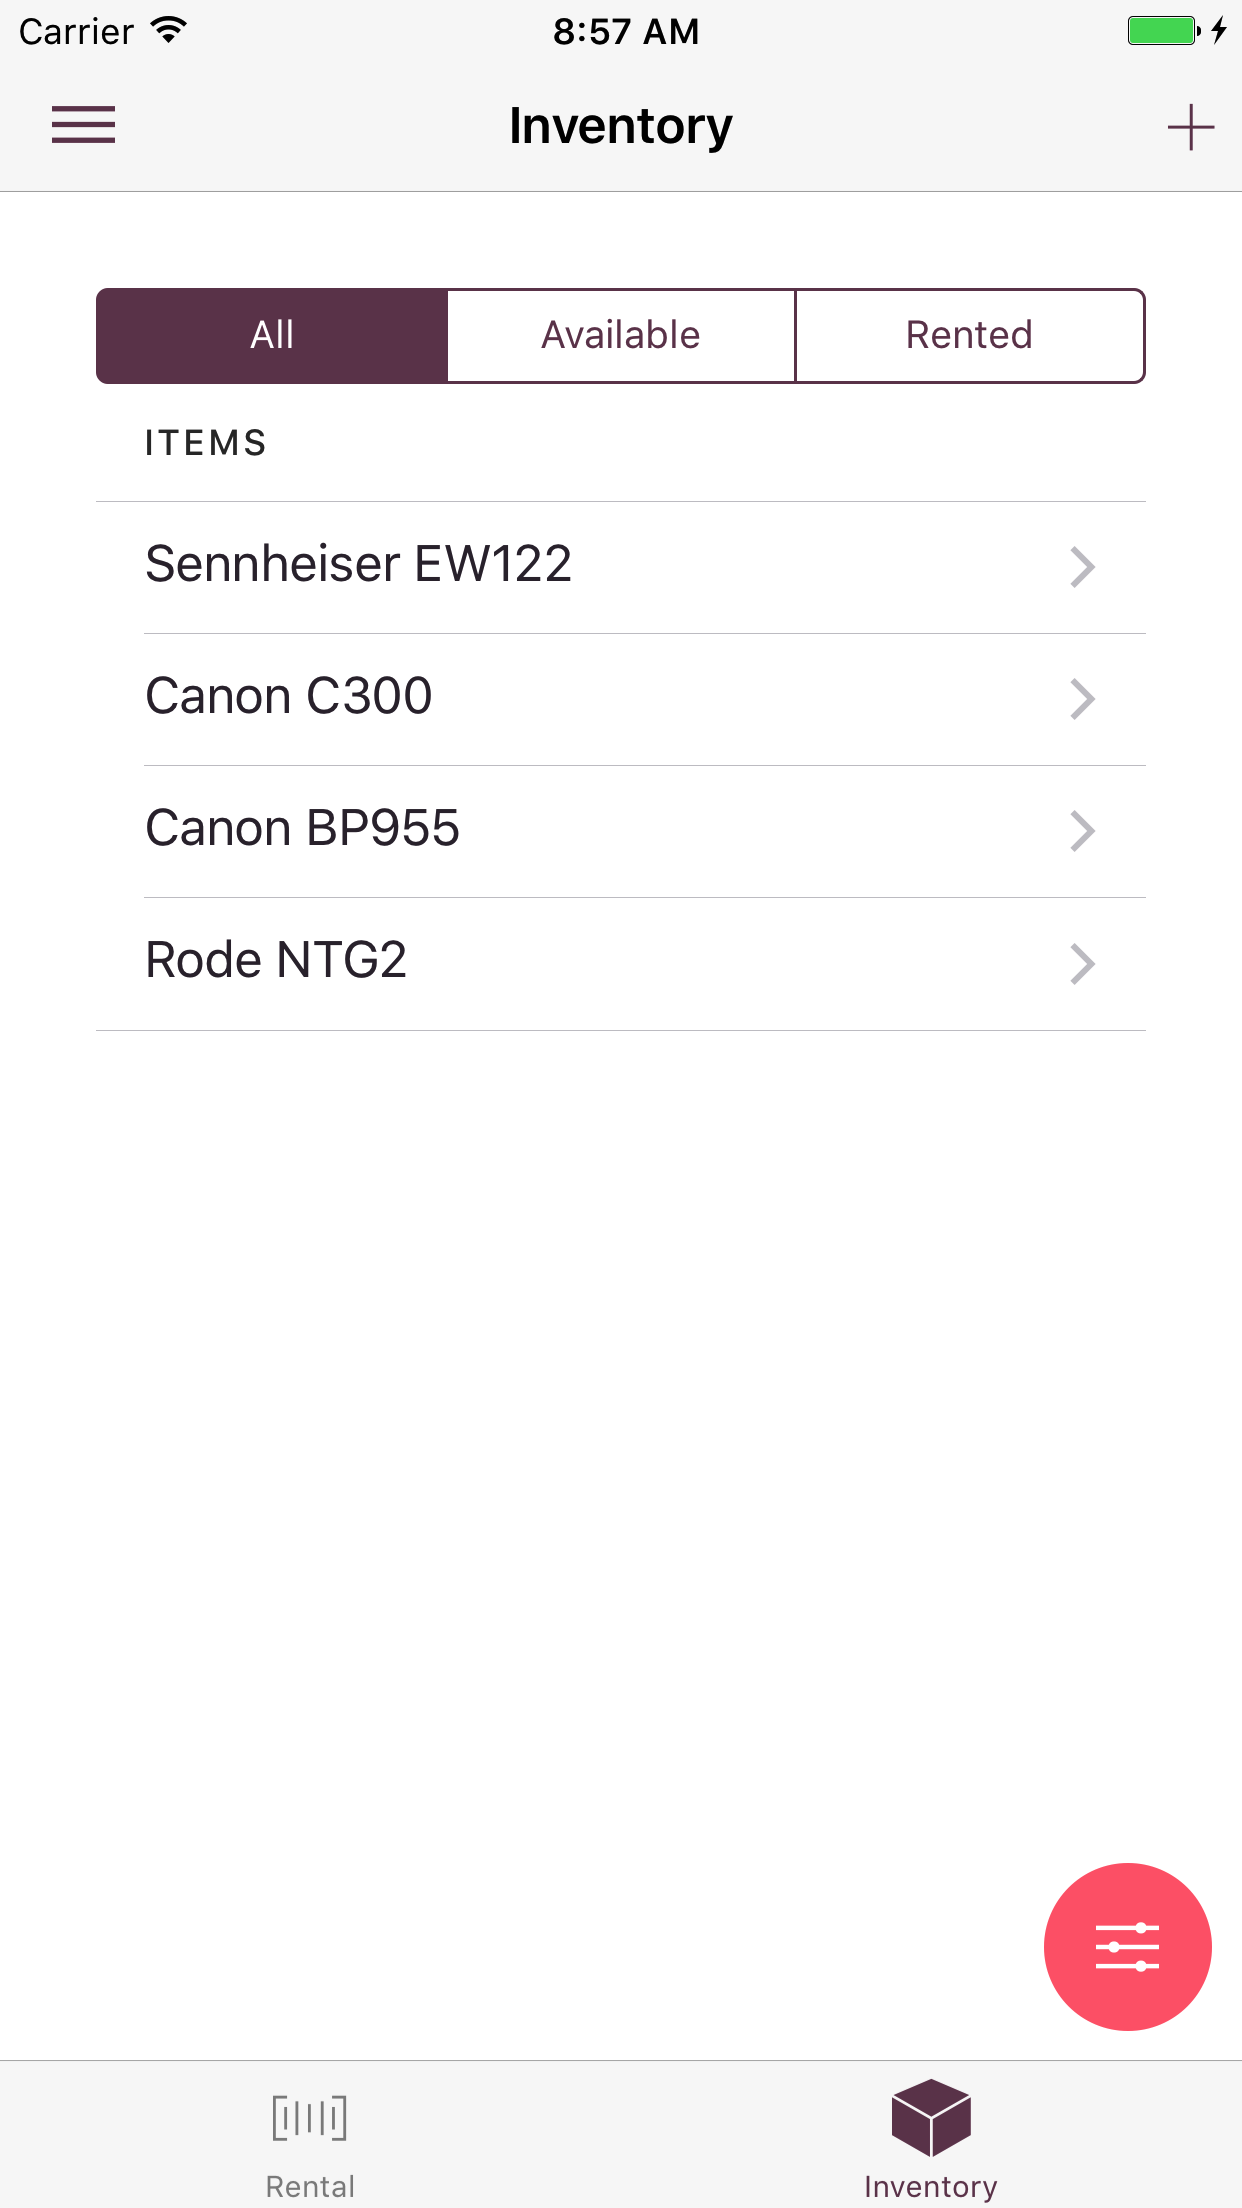 Carrier 8:57 AM
Inventory
All Available Rented
ITEMS
Sennheiser EW122
Canon C300
Canon BP955
Rode NTG2
Rental Inventory